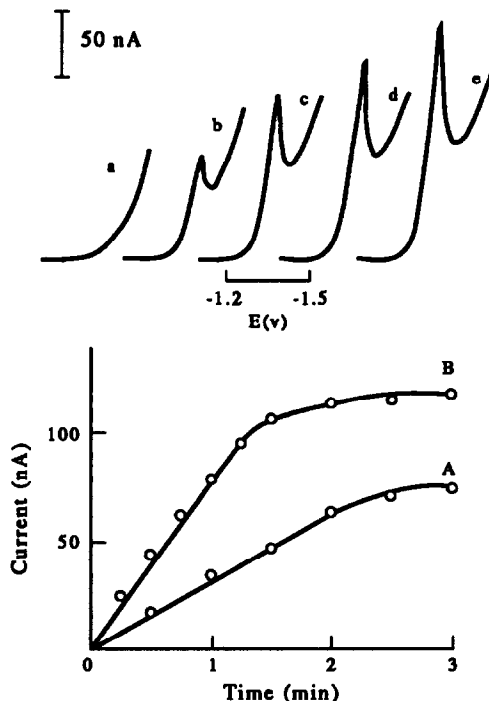 50 nA
a
b
c
d
e
-1.2 -1.5
E(v)
B
A
100
50
Current (nA)
0 1 2 3
Time (min)